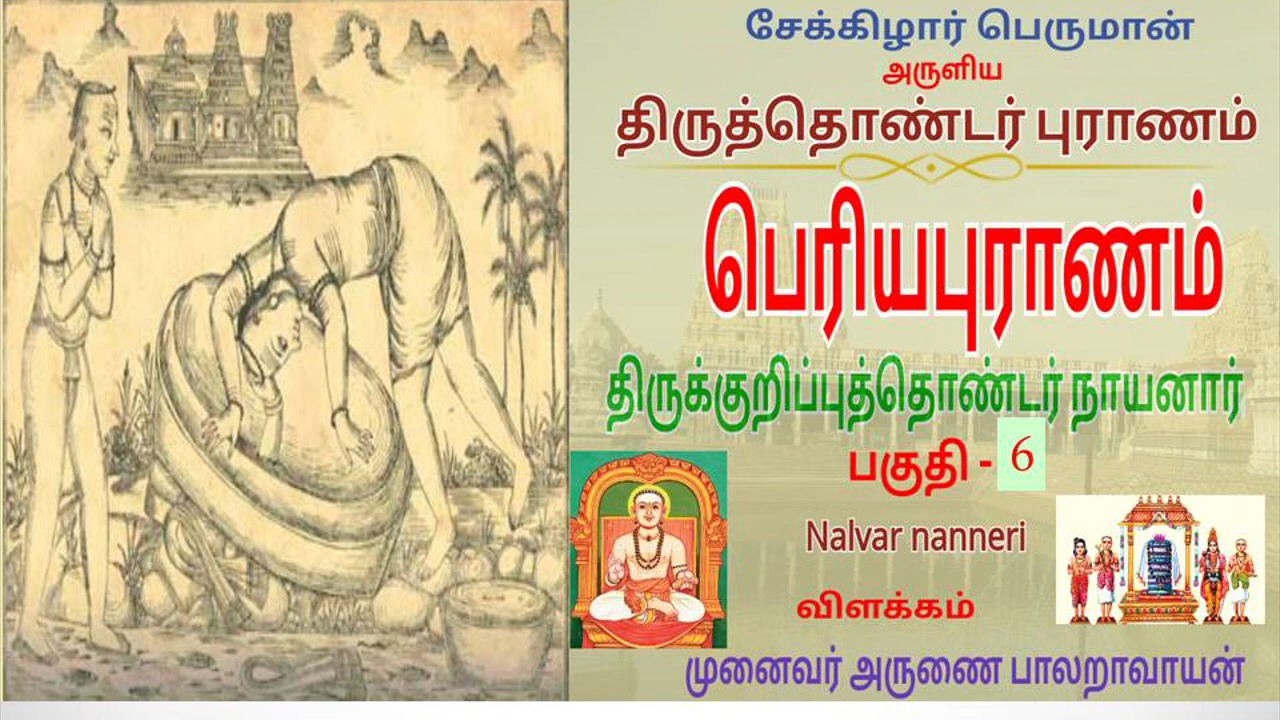 சேக்கிழார் பெருமான்
அருளிய
திருத்தொண்டர் புராணம்
பெரியபுராணம்
திருக்குறிப்புத்தொண்டர் நாயனார்
பகுதி - 6
Nalvar nanneri
விளக்கம்
முனைவர் அருணை பாலறாவாயன்